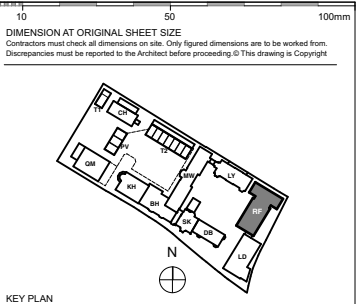 10 50 100mm
DIMENSION AT ORIGINAL SHEET SIZE
Contractors must check all dimensions on site. Only figured dimensions are to be worked from.
Discrepancies must be reported to the Architect before proceeding.© This drawing is Copyright
T1
CH
PV
T2
QM
MW
LY
KH
BH
RF
SK
DB
LD
N
KEY PLAN